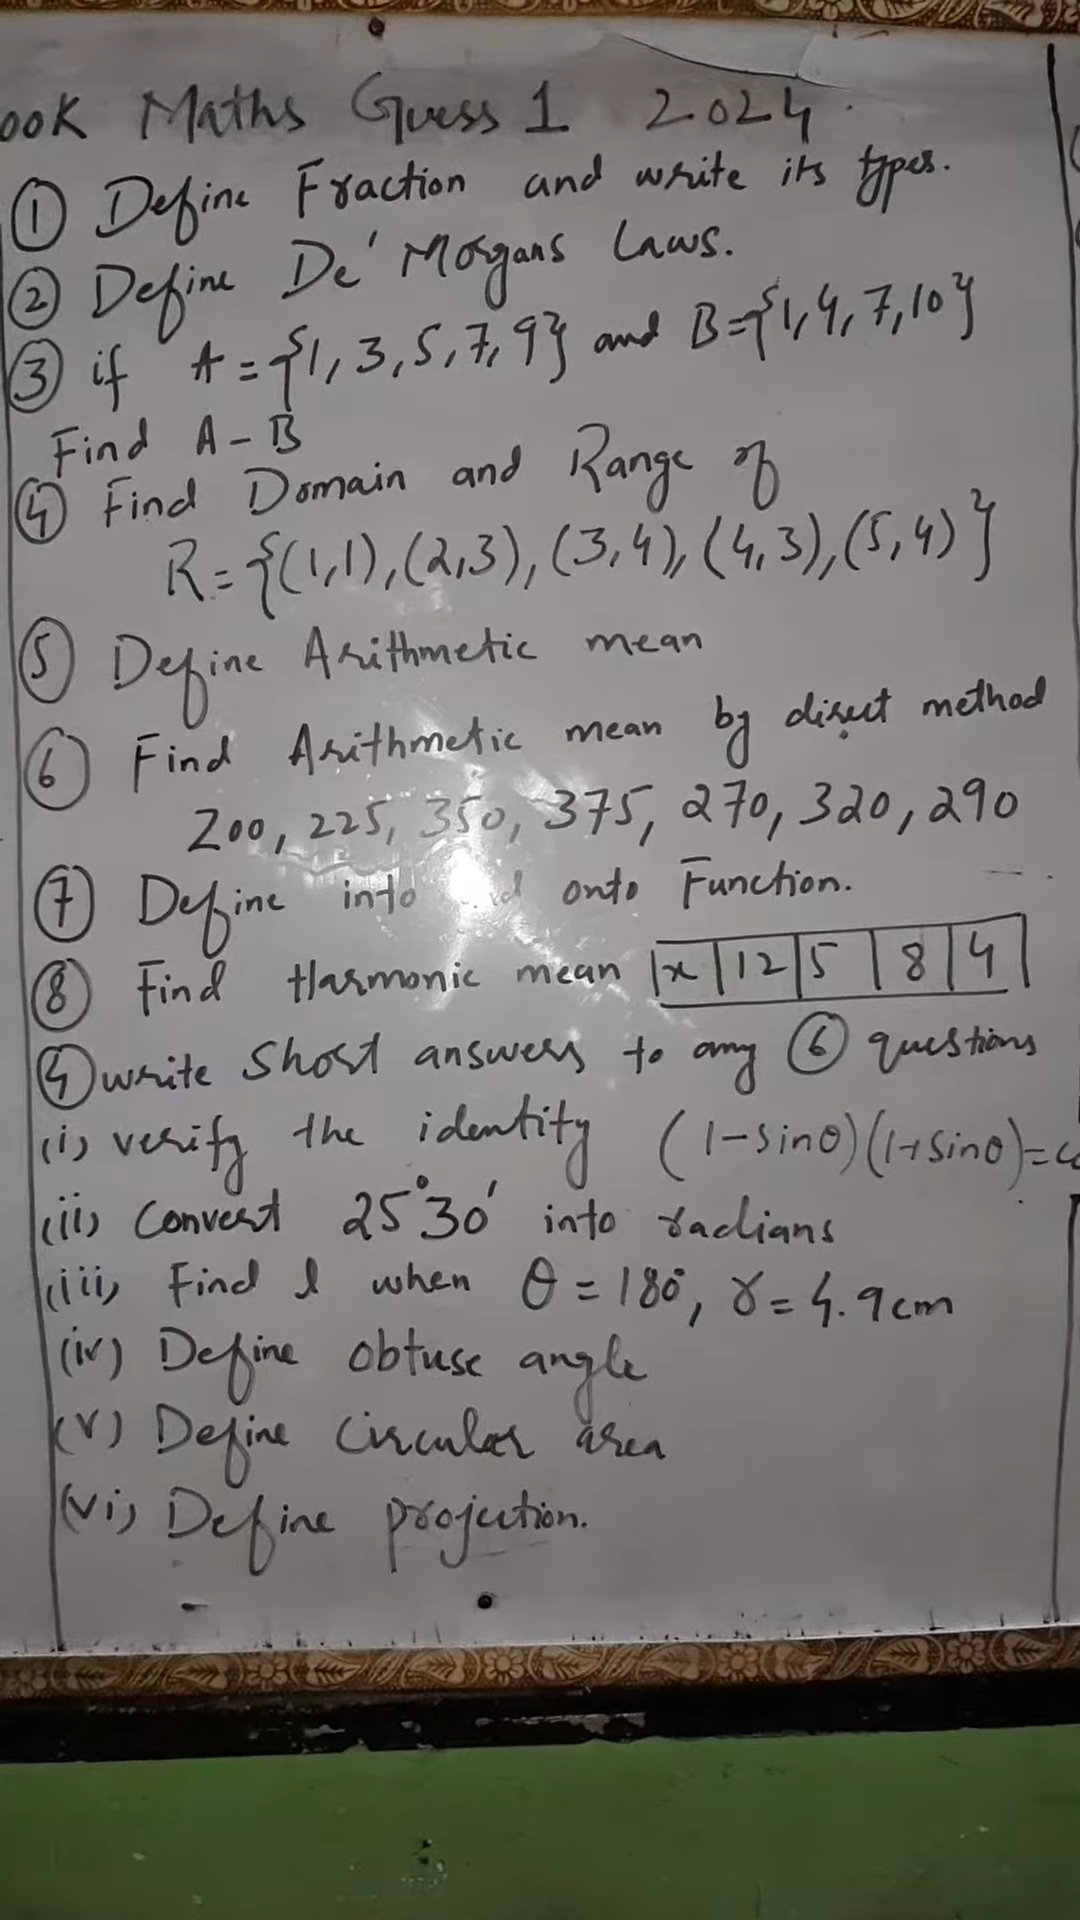 ook Maths Guess 1 2024
① Define Fraction and write its types.
② Define De' Morgans Laws.
③ if A = {1, 3, 5, 7, 9} and B={1, 4, 7, 10}
Find A - B
④ Find Domain and Range of
R = {(1,1), (2,3), (3,4), (4,3), (5,4)}
⑤ Define Arithmetic mean
⑥ Find Arithmetic mean by direct method
200, 225, 350, 375, 270, 320, 290
⑦ Define into onto Function.
⑧ Find Harmonic mean |x|12|5|8|4|
④ write short answers to any ⑥ questions
(i) verify the identity (1-sinθ)(1+sinθ)=
(ii) Convert 25°30' into radians
(iii) Find l when θ = 180°, r = 4.9cm
(iv) Define obtuse angle
(v) Define circular area
(vi) Define projection.